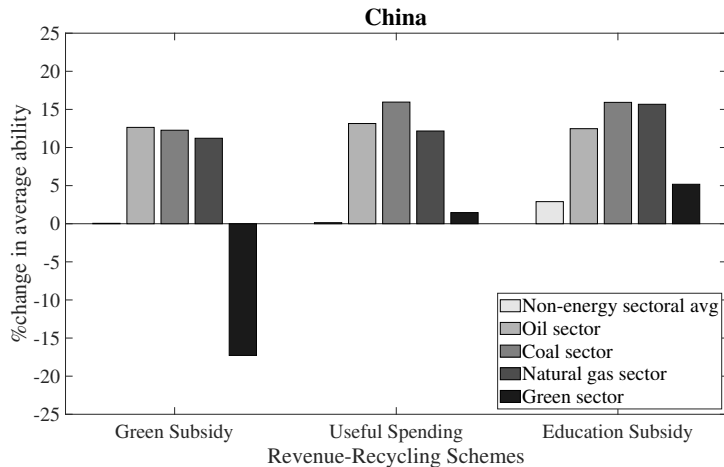 China
%change in average ability
25
20
15
10
5
0
-5
-10
-15
-20
-25
Non-energy sectoral avg
Oil sector
Coal sector
Natural gas sector
Green sector
Green Subsidy
Useful Spending
Education Subsidy
Revenue-Recycling Schemes